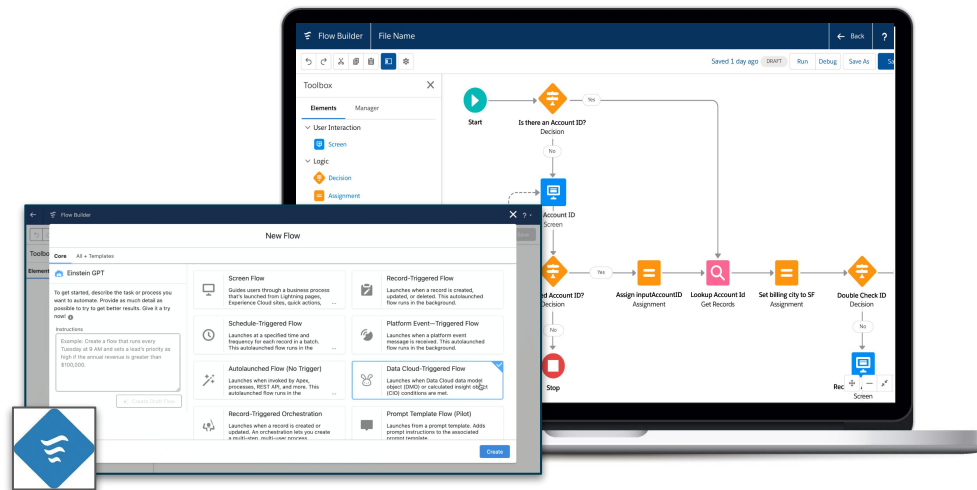 Flow Builder
File Name
Back
?
Saved 1 day ago
DRAFT
Run
Debug
Save As
Toolbox
Elements
Manager
User Interaction
Screen
Logic
Decision
Assignment
Start
Is there an Account ID?
Decision
Yes
No
Account ID
Screen
Account ID?
Decision
Yes
Assign inputAccountID
Assignment
Lookup Account Id
Get Records
Set billing city to SF
Assignment
Double Check ID
Decision
No
No
Stop
Screen
Flow Builder
?
New Flow
Core
All + Templates
Einstein GPT
To get started, describe the task or process you
want to automate. Provide as much detail as
possible to try to get better results. Give it a try
now!
Instructions
Example: Create a flow that runs every
Tuesday at 9 AM and sets a lead's priority as
high if the annual revenue is greater than
$100,000.
Create Draft Flow
Screen Flow
Guides users through a business process
that's launched from Lightning pages,
Experience Cloud sites, quick actions, ...
Record-Triggered Flow
Launches when a record is created,
updated, or deleted. This autolaunched
flow runs in the background.
Schedule-Triggered Flow
Launches at a specified time and
frequency for each record in a batch.
This autolaunched flow runs in the ...
Platform Event—Triggered Flow
Launches when a platform event
message is received. This autolaunched
flow runs in the background.
Autolaunched Flow (No Trigger)
Launches when invoked by Apex,
processes, REST API, and more. This
autolaunched flow runs in the ...
Data Cloud-Triggered Flow
Launches when Data Cloud data model
object (DMO) or calculated insight object
(CIO) conditions are met.
Record-Triggered Orchestration
Launches when a record is created or
updated. An orchestration lets you create
a multi-step, multi-user process
Prompt Template Flow (Pilot)
Launches from a prompt template. Adds
prompt instructions to the associated
prompt template
Create